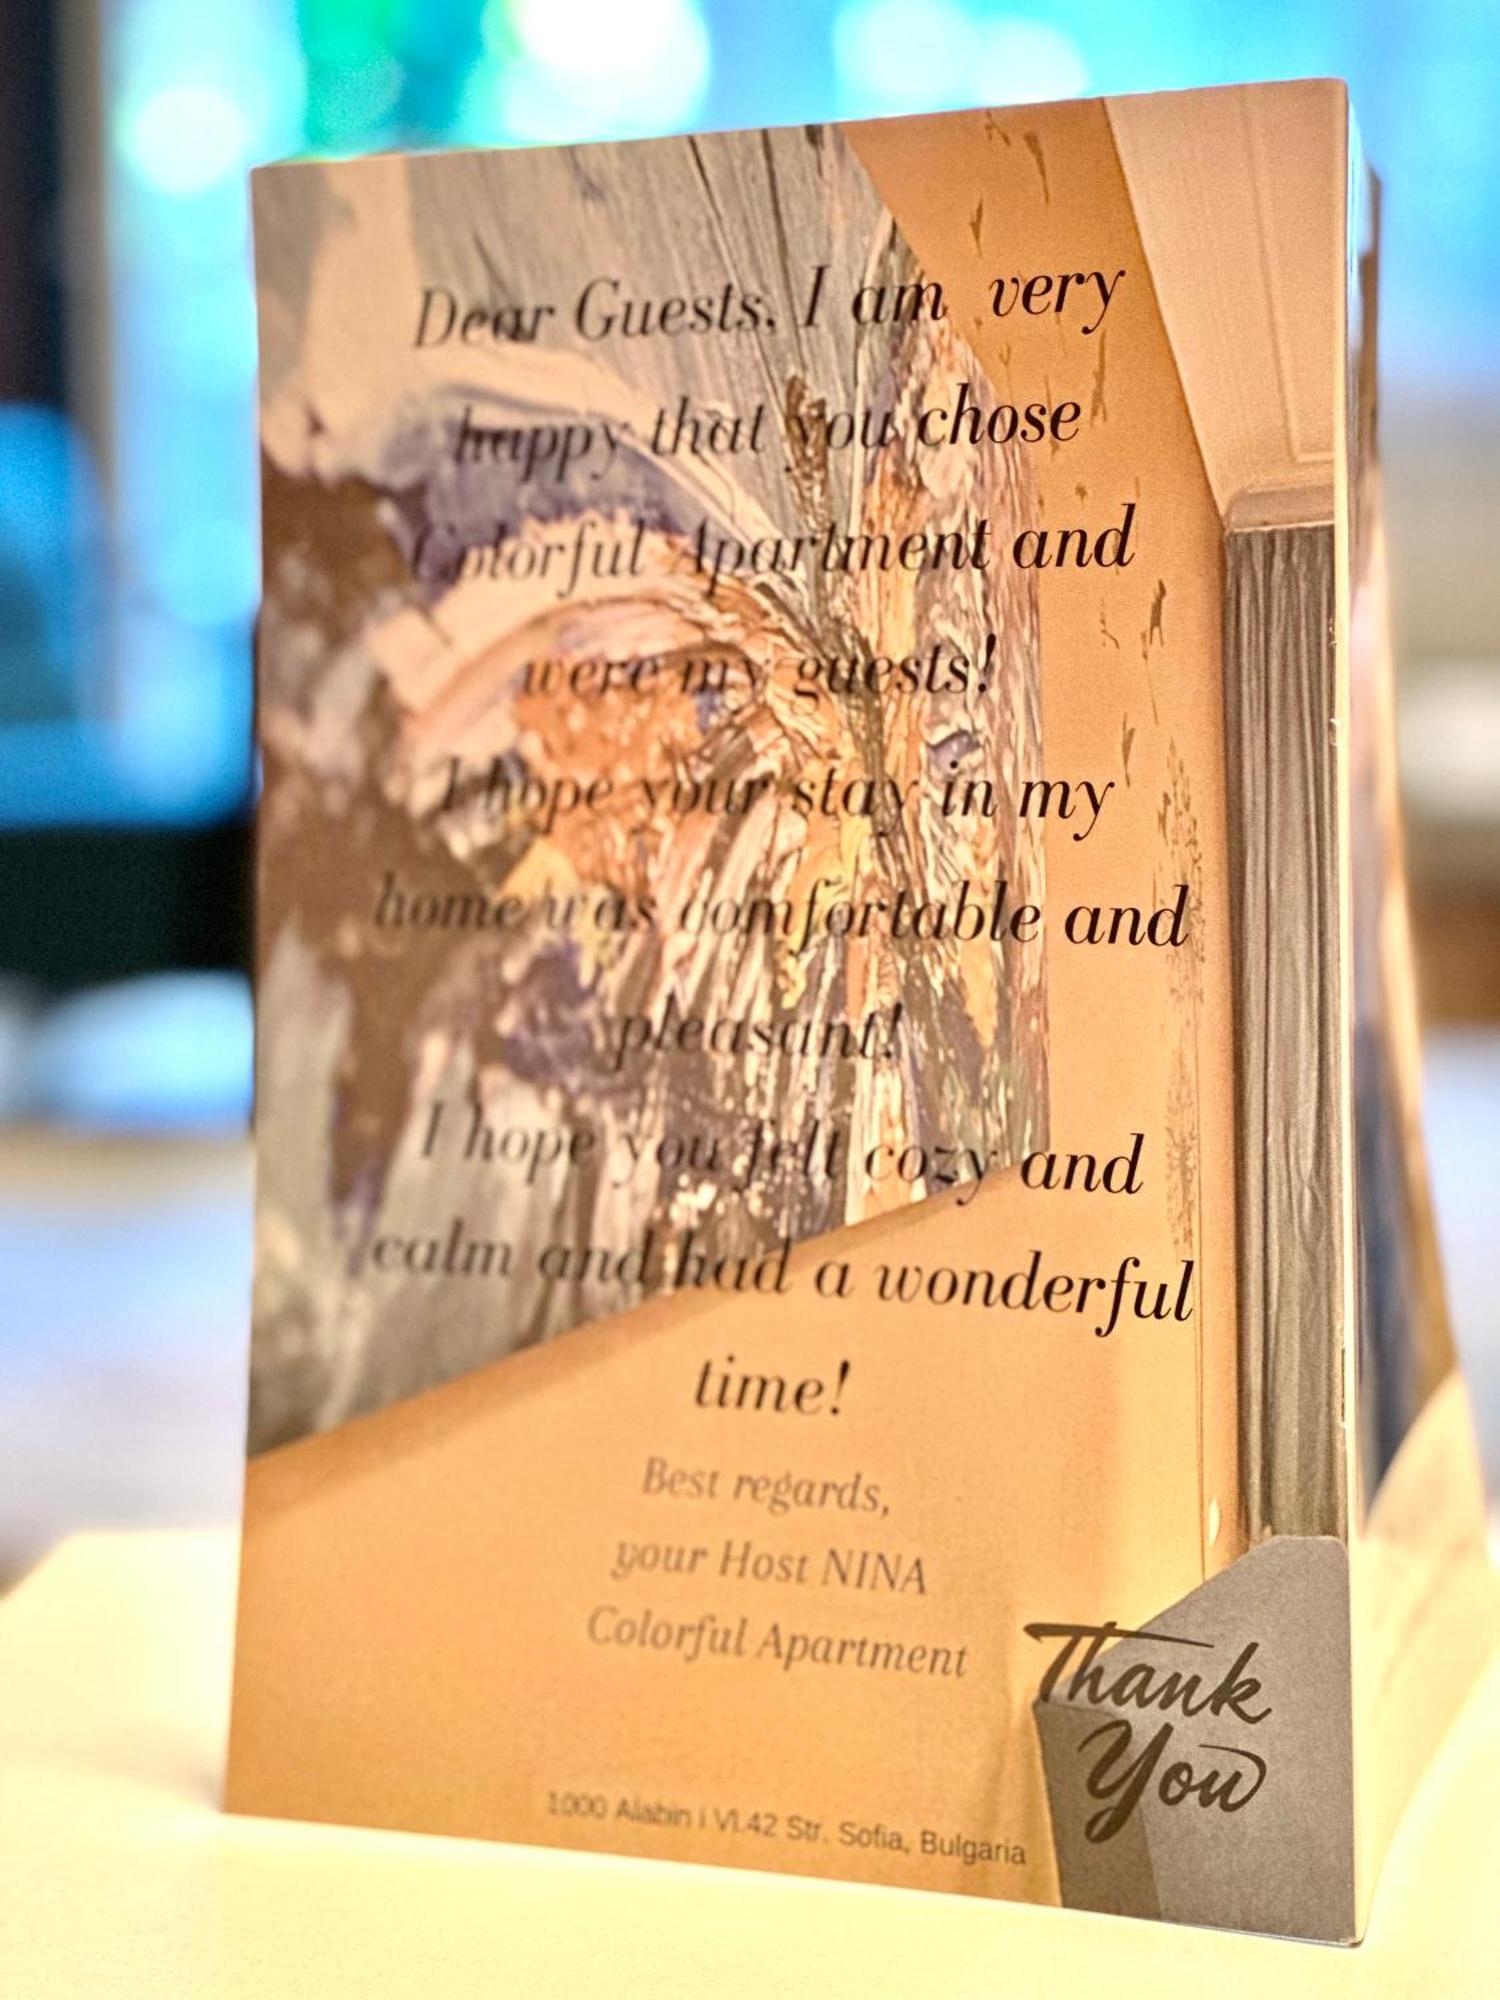 Dear Guests, I am very
happy that you chose
Colorful Apartment and
were my guests!
I hope your stay in my
home was comfortable and
pleasant!
I hope you felt cozy and
calm and had a wonderful
time!
Best regards,
your Host NINA
Colorful Apartment
Thank
You
1000 Alabin i Vl.42 Str. Sofia, Bulgaria